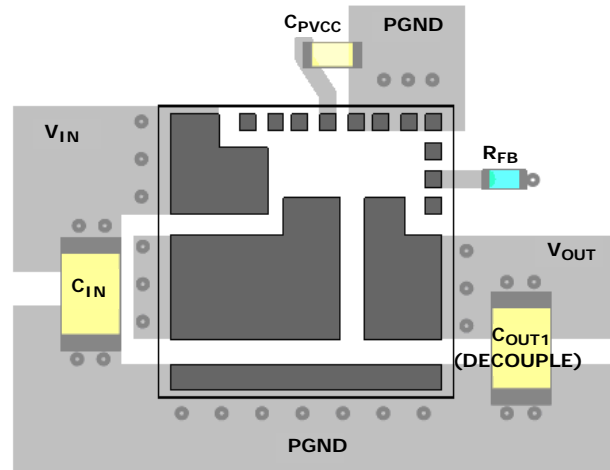 CPVCC
PGND
VIN
RFB
VOUT
CIN
COUT1
(DECOUPLE)
PGND